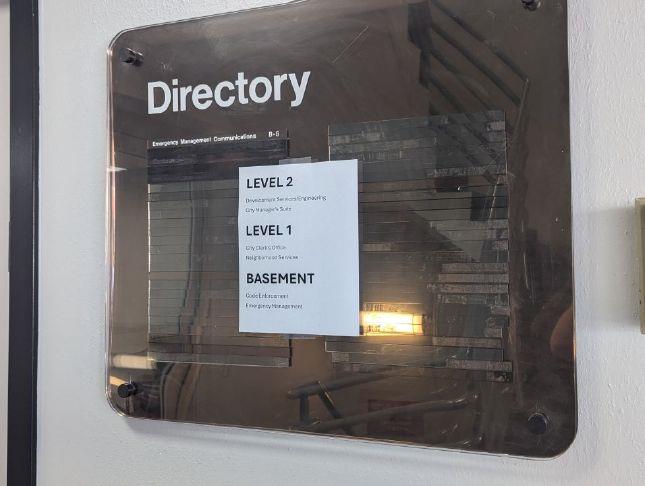 Directory
Emergency Management Communications B-6
LEVEL 2
Development Services/Engineering
City Manager's Suite
LEVEL 1
City Clerk's Office
Neighborhood Services
BASEMENT
Code Enforcement
Emergency Management